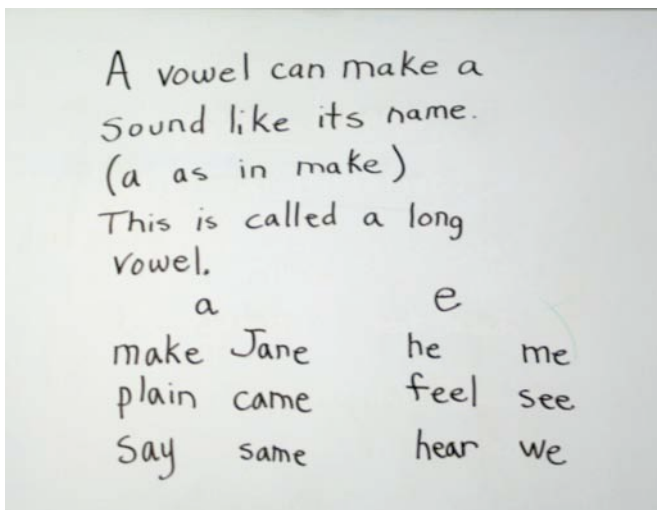 A vowel can make a
sound like its name.
(a as in make)
This is called a long
vowel.
a e
make Jane he me
plain came feel see
say same hear we